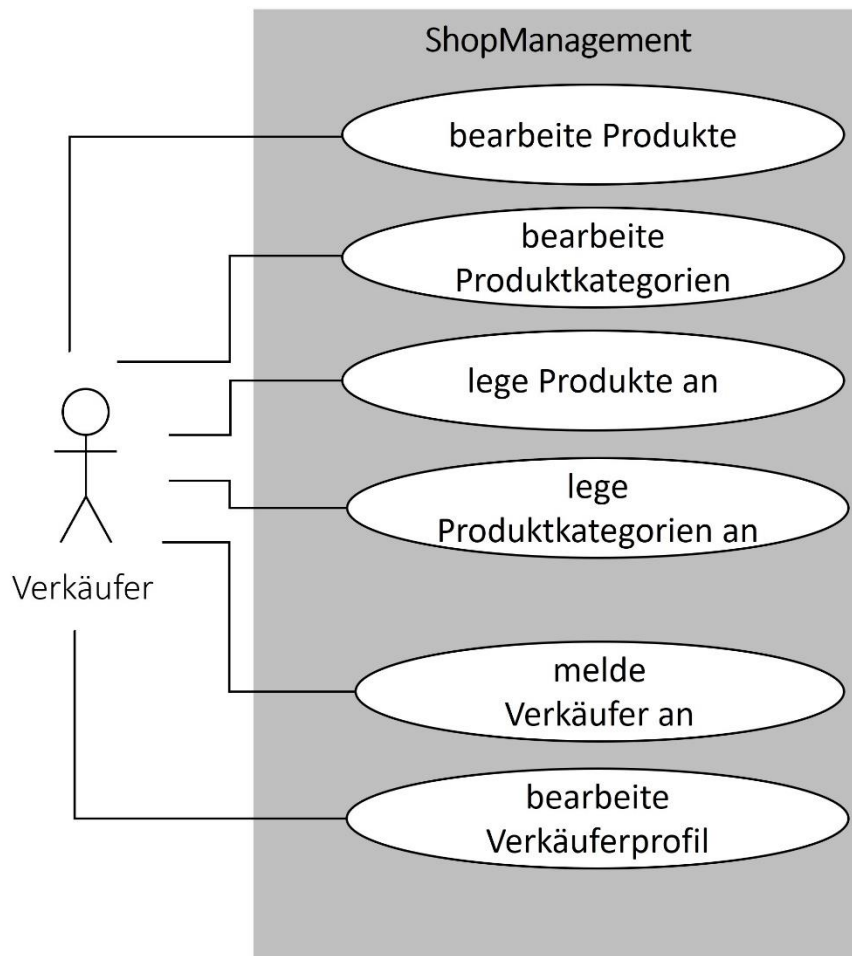 ShopManagement
bearbeite Produkte
bearbeite
Produktkategorien
lege Produkte an
lege
Produktkategorien an
Verkäufer
melde
Verkäufer an
bearbeite
Verkäuferprofil